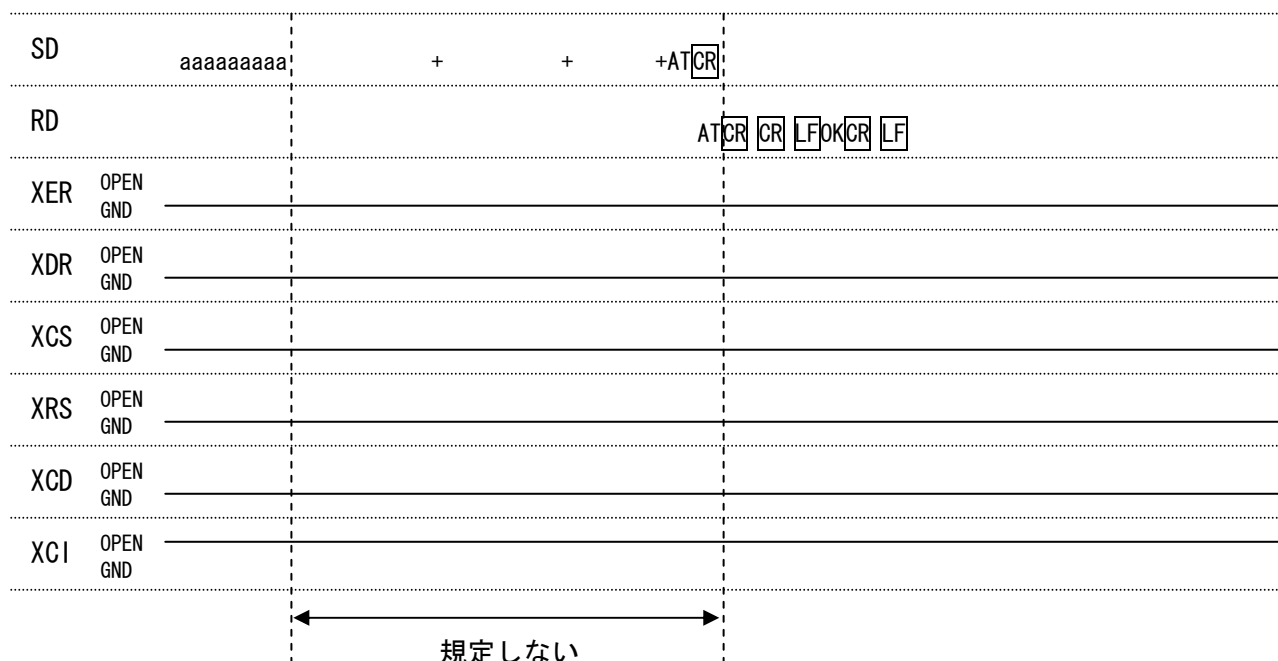 SD aaaaaaaaa + + +ATCR
RD ATCR CR LFOKCR LF
XER OPEN
GND
XDR OPEN
GND
XCS OPEN
GND
XRS OPEN
GND
XCD OPEN
GND
XCI OPEN
GND
規定しない